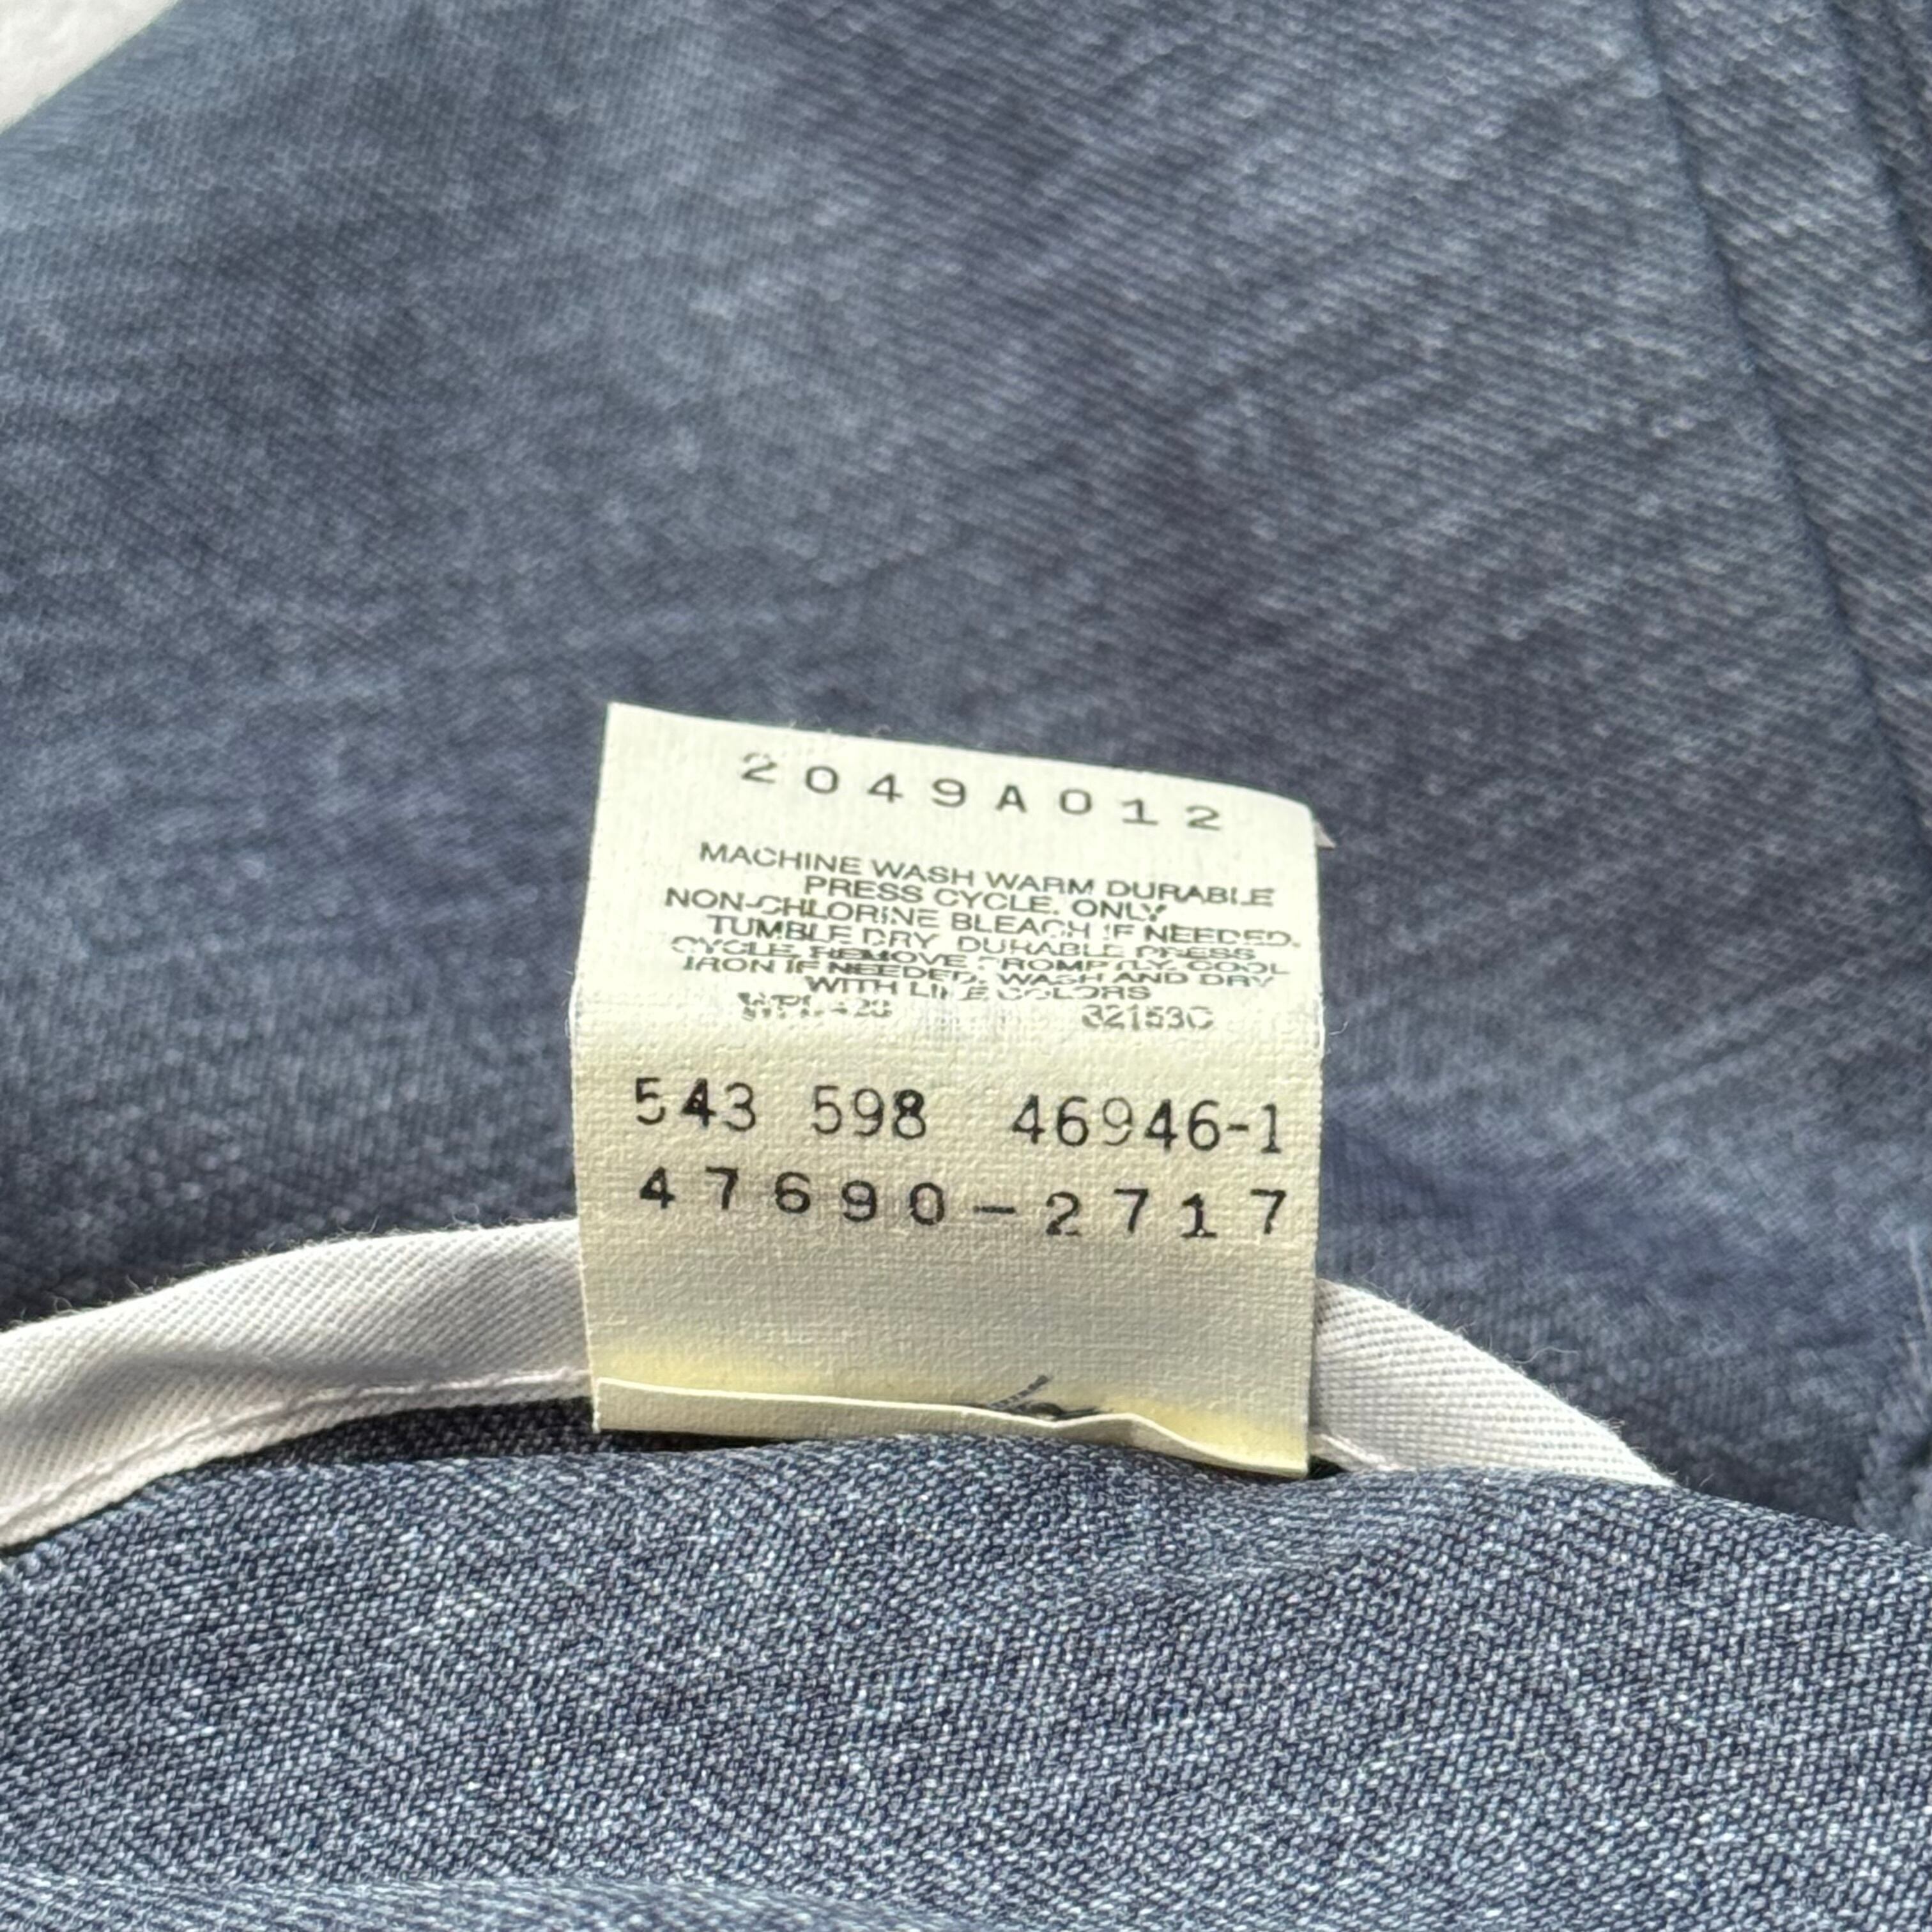 2049A012
MACHINE WASH WARM DURABLE
PRESS CYCLE. ONLY
NON-CHLORINE BLEACH IF NEEDED.
TUMBLE DRY DURABLE PRESS
CYCLE, REMOVE PROMPTLY, COOL
IRON IF NEEDED, WASH AND DRY
WITH LIKE COLORS
32153C
543 598 46946-1
47690-2717